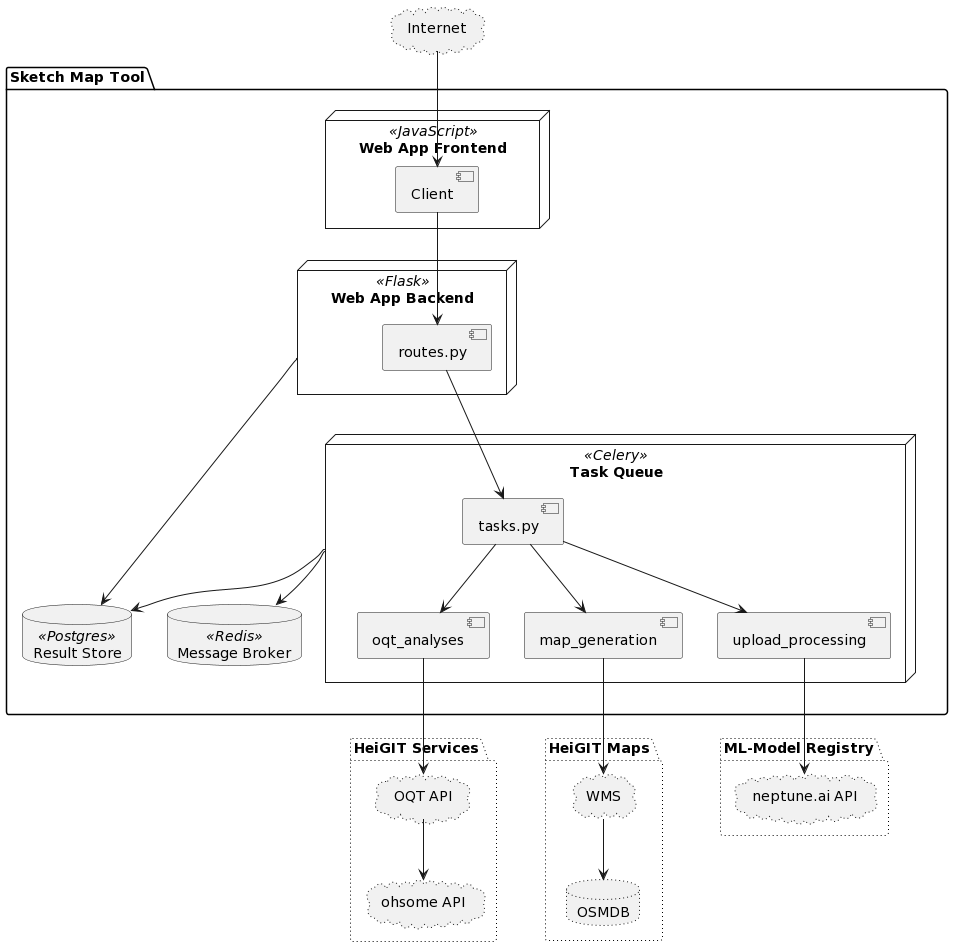 Internet
Sketch Map Tool
«JavaScript»
Web App Frontend
Client
«Flask»
Web App Backend
routes.py
«Celery»
Task Queue
tasks.py
«Postgres»
Result Store
«Redis»
Message Broker
oqt_analyses
map_generation
upload_processing
HeiGIT Services
OQT API
ohsome API
HeiGIT Maps
WMS
OSMDB
ML-Model Registry
neptune.ai API